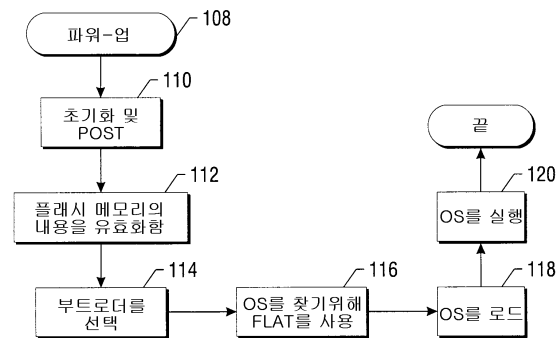 파워-업
108
110
초기화 및
POST
112
플래시 메모리의
내용을 유효화함
114
부트로더를
선택
116
OS를 찾기위해
FLAT를 사용
118
OS를 로드
120
OS를 실행
끝